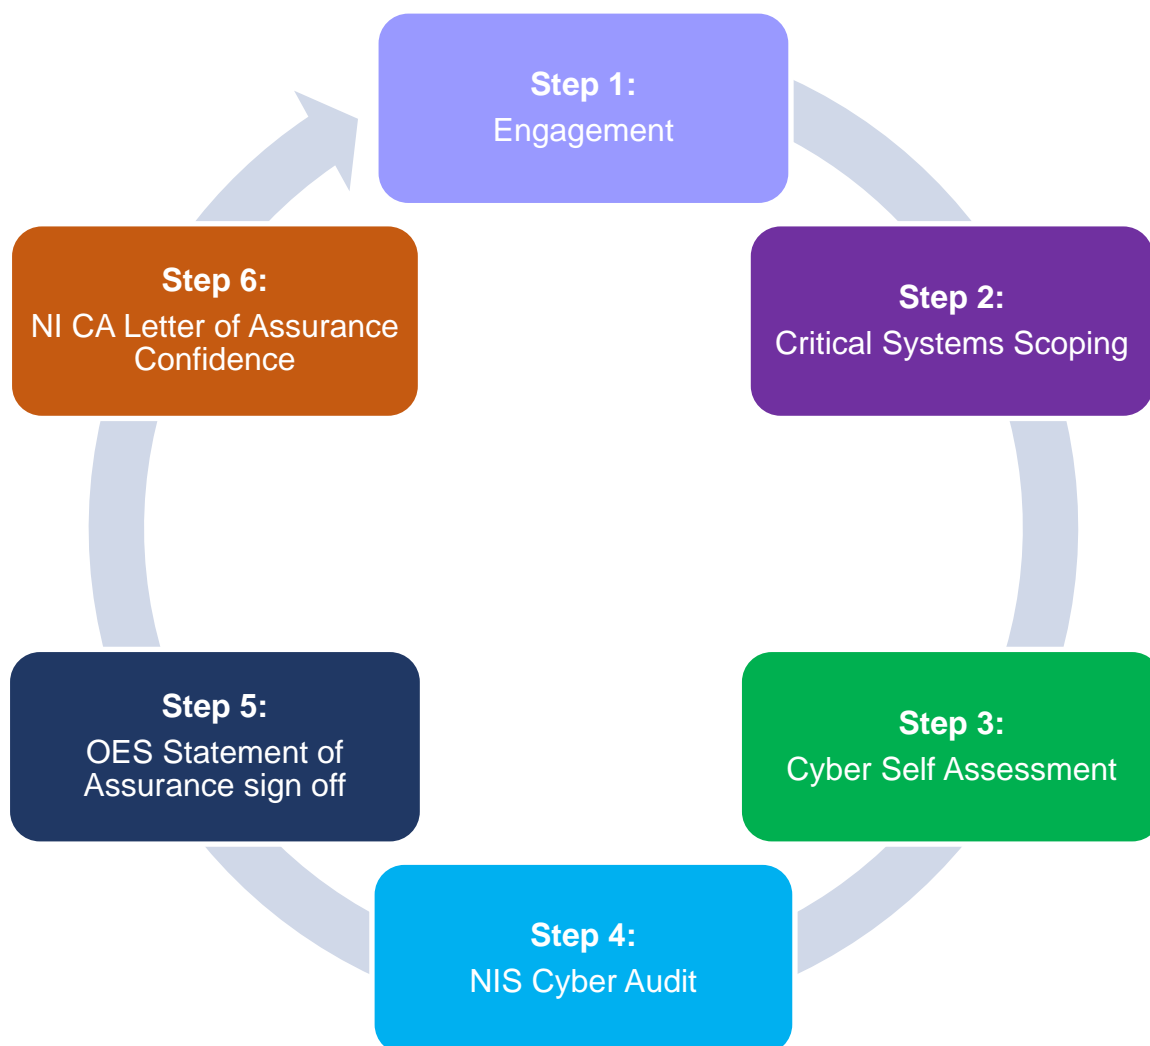 Step 1:
Engagement
Step 2:
Critical Systems Scoping
Step 3:
Cyber Self Assessment
Step 4:
NIS Cyber Audit
Step 5:
OES Statement of
Assurance sign off
Step 6:
NI CA Letter of Assurance
Confidence